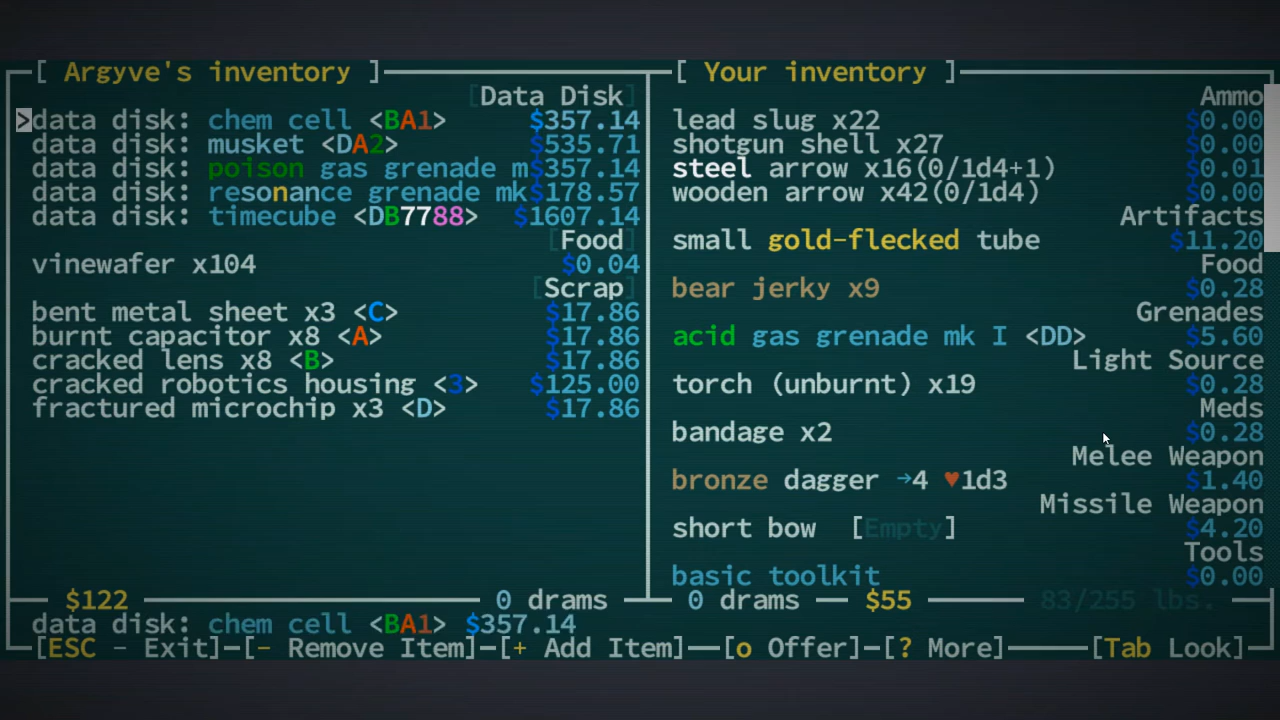 [ Argyve's inventory ]
[Data Disk]
>data disk: chem cell <BA1> $357.14
data disk: musket <DA2> $535.71
data disk: poison gas grenade m$357.14
data disk: resonance grenade mk$178.57
data disk: timecube <DB7788> $1607.14
[Food]
vinewafer x104 $0.04
[Scrap]
bent metal sheet x3 <C> $17.86
burnt capacitor x8 <A> $17.86
cracked lens x8 <B> $17.86
cracked robotics housing <3> $125.00
fractured microchip x3 <D> $17.86
[ Your inventory ]
Ammo
lead slug x22 $0.00
shotgun shell x27 $0.00
steel arrow x16(0/1d4+1) $0.01
wooden arrow x42(0/1d4) $0.00
Artifacts
small gold-flecked tube $11.20
Food
bear jerky x9 $0.28
Grenades
acid gas grenade mk I <DD> $5.60
Light Source
torch (unburnt) x19 $0.28
Meds
bandage x2 $0.28
Melee Weapon
bronze dagger →4 ♥1d3 $1.40
Missile Weapon
short bow [Empty] $4.20
Tools
basic toolkit $0.00
$122 0 drams 0 drams $55 83/255 lbs.
data disk: chem cell <BA1> $357.14
[ESC - Exit] [- Remove Item] [+ Add Item] [o Offer] [? More] [Tab Look]